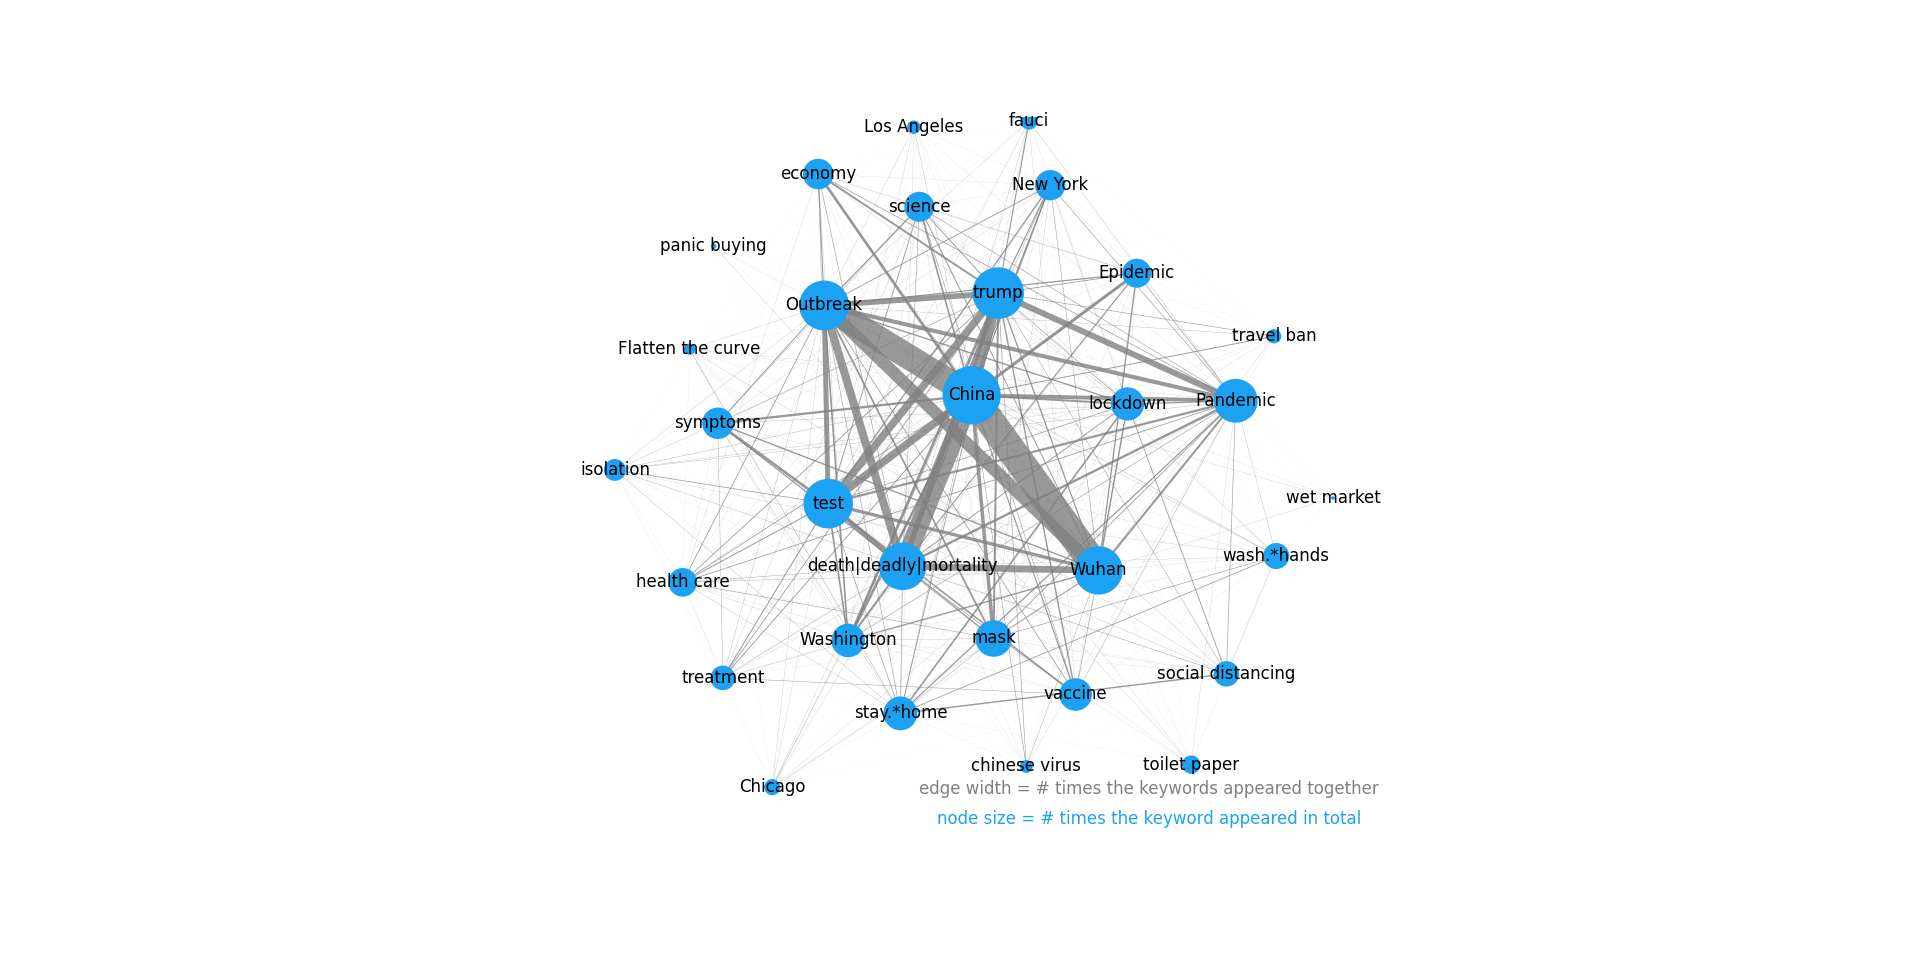 fauci
Los Angeles
economy
New York
science
panic buying
Epidemic
trump
Outbreak
travel ban
Flatten the curve
China
lockdown
Pandemic
symptoms
isolation
wet market
test
wash.*hands
death|deadly|mortality
Wuhan
health care
Washington
mask
social distancing
treatment
vaccine
stay.*home
chinese virus
toilet paper
Chicago
edge width = # times the keywords appeared together
node size = # times the keyword appeared in total